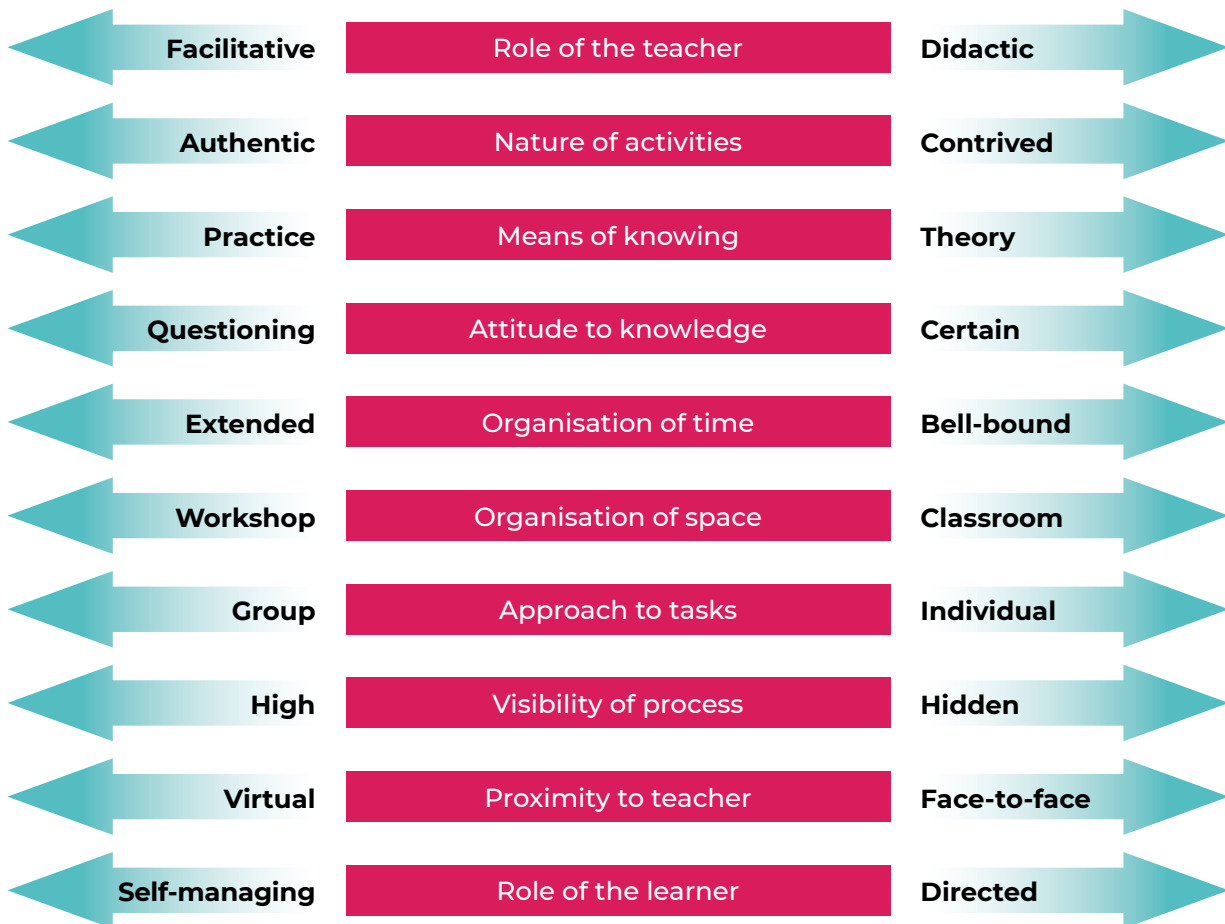 Facilitative Role of the teacher Didactic
Authentic Nature of activities Contrived
Practice Means of knowing Theory
Questioning Attitude to knowledge Certain
Extended Organisation of time Bell-bound
Workshop Organisation of space Classroom
Group Approach to tasks Individual
High Visibility of process Hidden
Virtual Proximity to teacher Face-to-face
Self-managing Role of the learner Directed